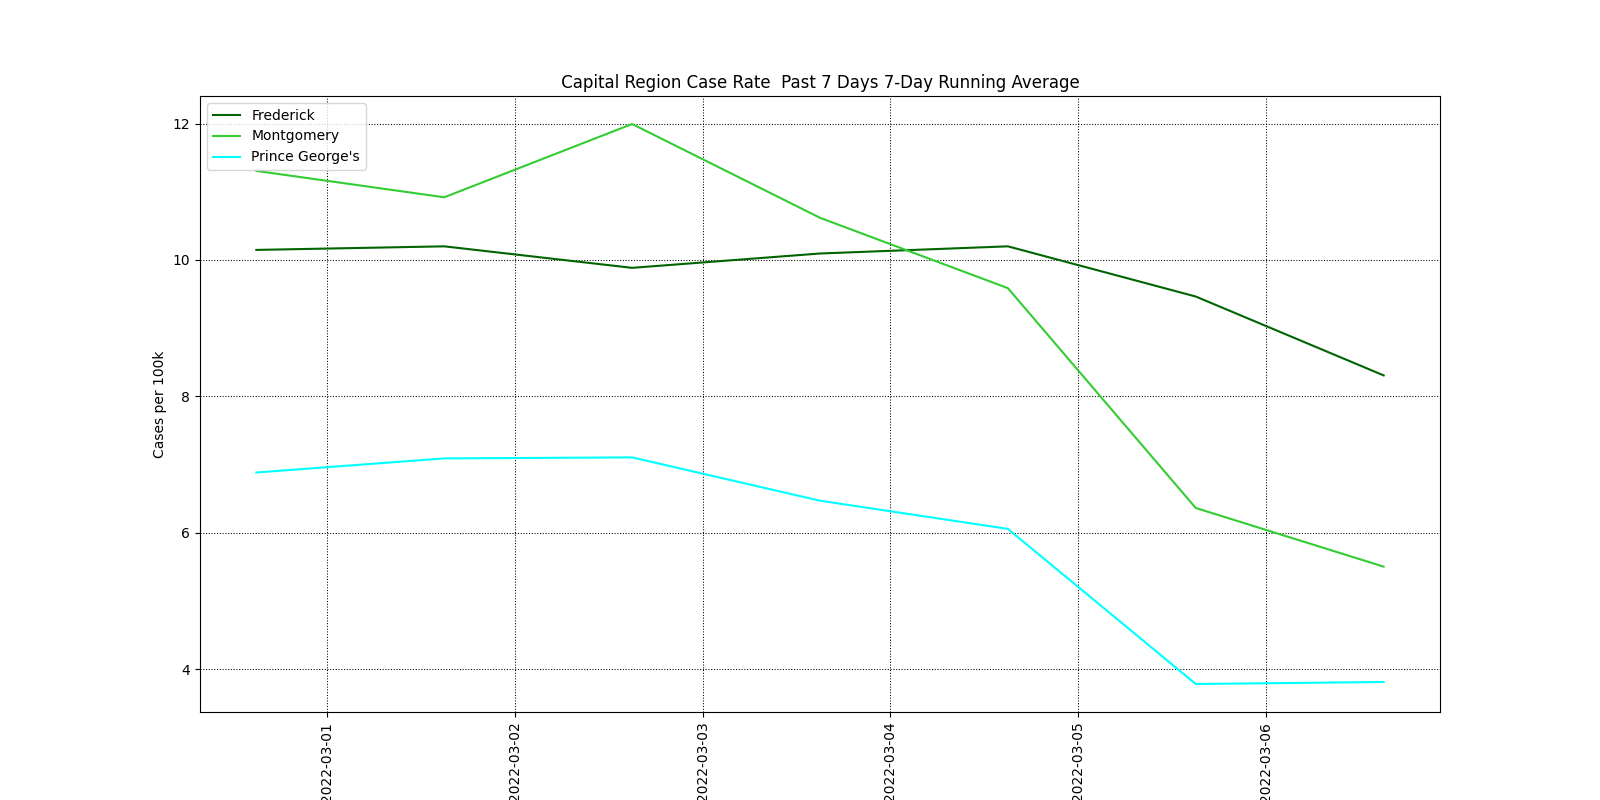 Capital Region Case Rate  Past 7 Days 7-Day Running Average
Frederick
Montgomery
Prince George's
Cases per 100k
12
10
8
6
4
2022-03-01
2022-03-02
2022-03-03
2022-03-04
2022-03-05
2022-03-06